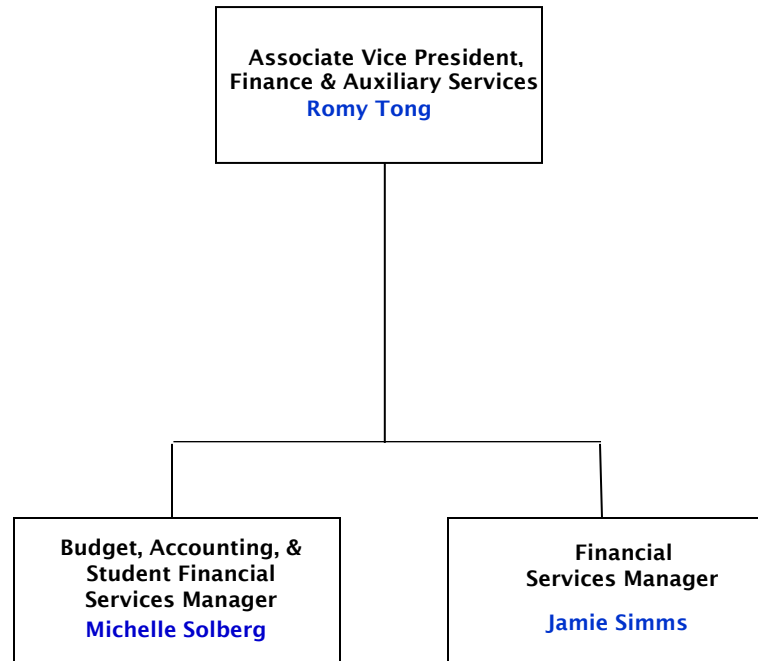 Associate Vice President,
Finance & Auxiliary Services
Romy Tong
Budget, Accounting, &
Student Financial
Services Manager
Michelle Solberg
Financial
Services Manager
Jamie Simms